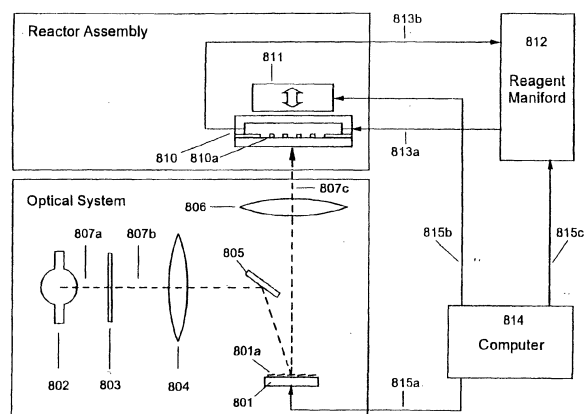 Reactor Assembly
813b
811
812
Reagent
Maniford
810
810a
813a
807c
Optical System
806
807a
807b
805
815b
815c
814
Computer
801a
802
803
804
801
815a